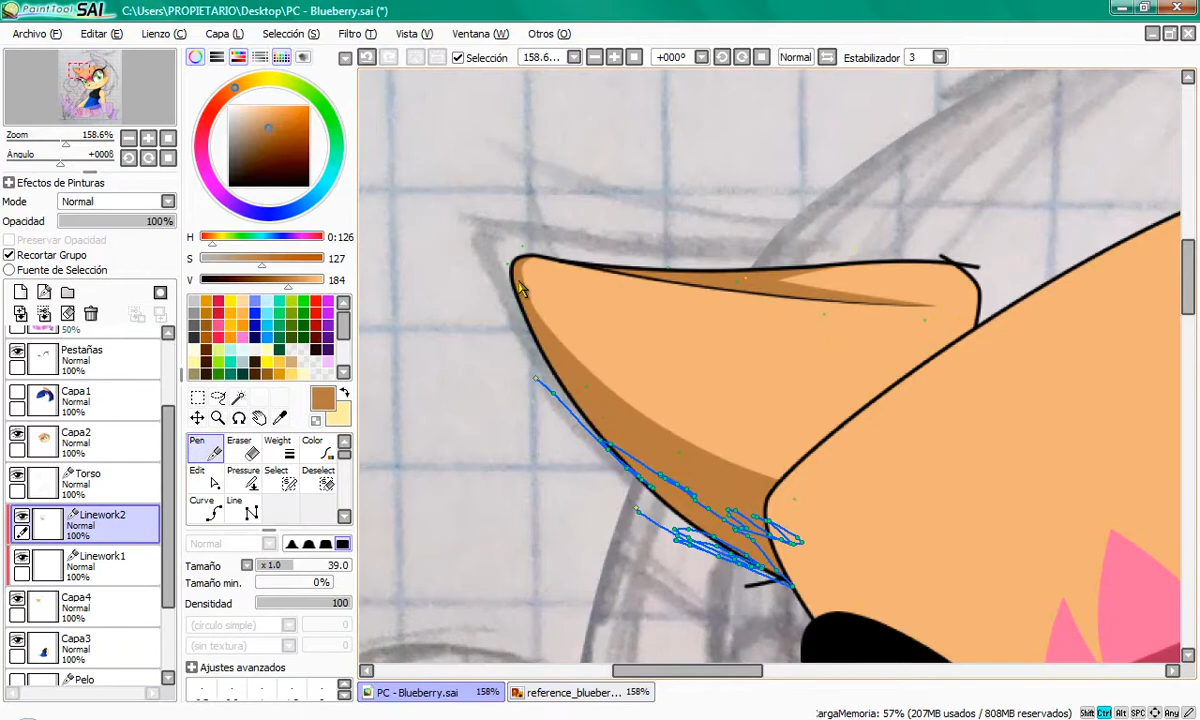 PaintTool SAI C:\Users\PROPIETARIO\Desktop\PC - Blueberry.sai (*)
Archivo (F) Editar (E) Lienzo (C) Capa (L) Selección (S) Filtro (T) Vista (V) Ventana (W) Otros (O)
Selección 158.6... +000º Normal Estabilizador 3
Zoom 158.6%
Ángulo +000º
Efectos de Pinturas
Mode Normal
Opacidad 100%
Preservar Opacidad
Recortar Grupo
Fuente de Selección
50%
Pestañas
Normal
100%
Capa1
Normal
100%
Capa2
Normal
100%
Torso
Normal
100%
Linework2
Normal
100%
Linework1
Normal
100%
Capa4
Normal
100%
Capa3
Normal
100%
Pelo
H 0:126
S 127
V 184
Pen Eraser Weight Color
Edit Pressure Select Deselect
Curve Line
Normal
Tamaño x 1.0 39.0
Tamaño min. 0%
Densitidad 100
(círculo simple) 0
(sin textura) 0
Ajustes avanzados
PC - Blueberry.sai 158% reference_blueber... 158%
CargaMemoria: 57% (207MB usados / 808MB reservados) Shift Ctrl Alt SPC Any